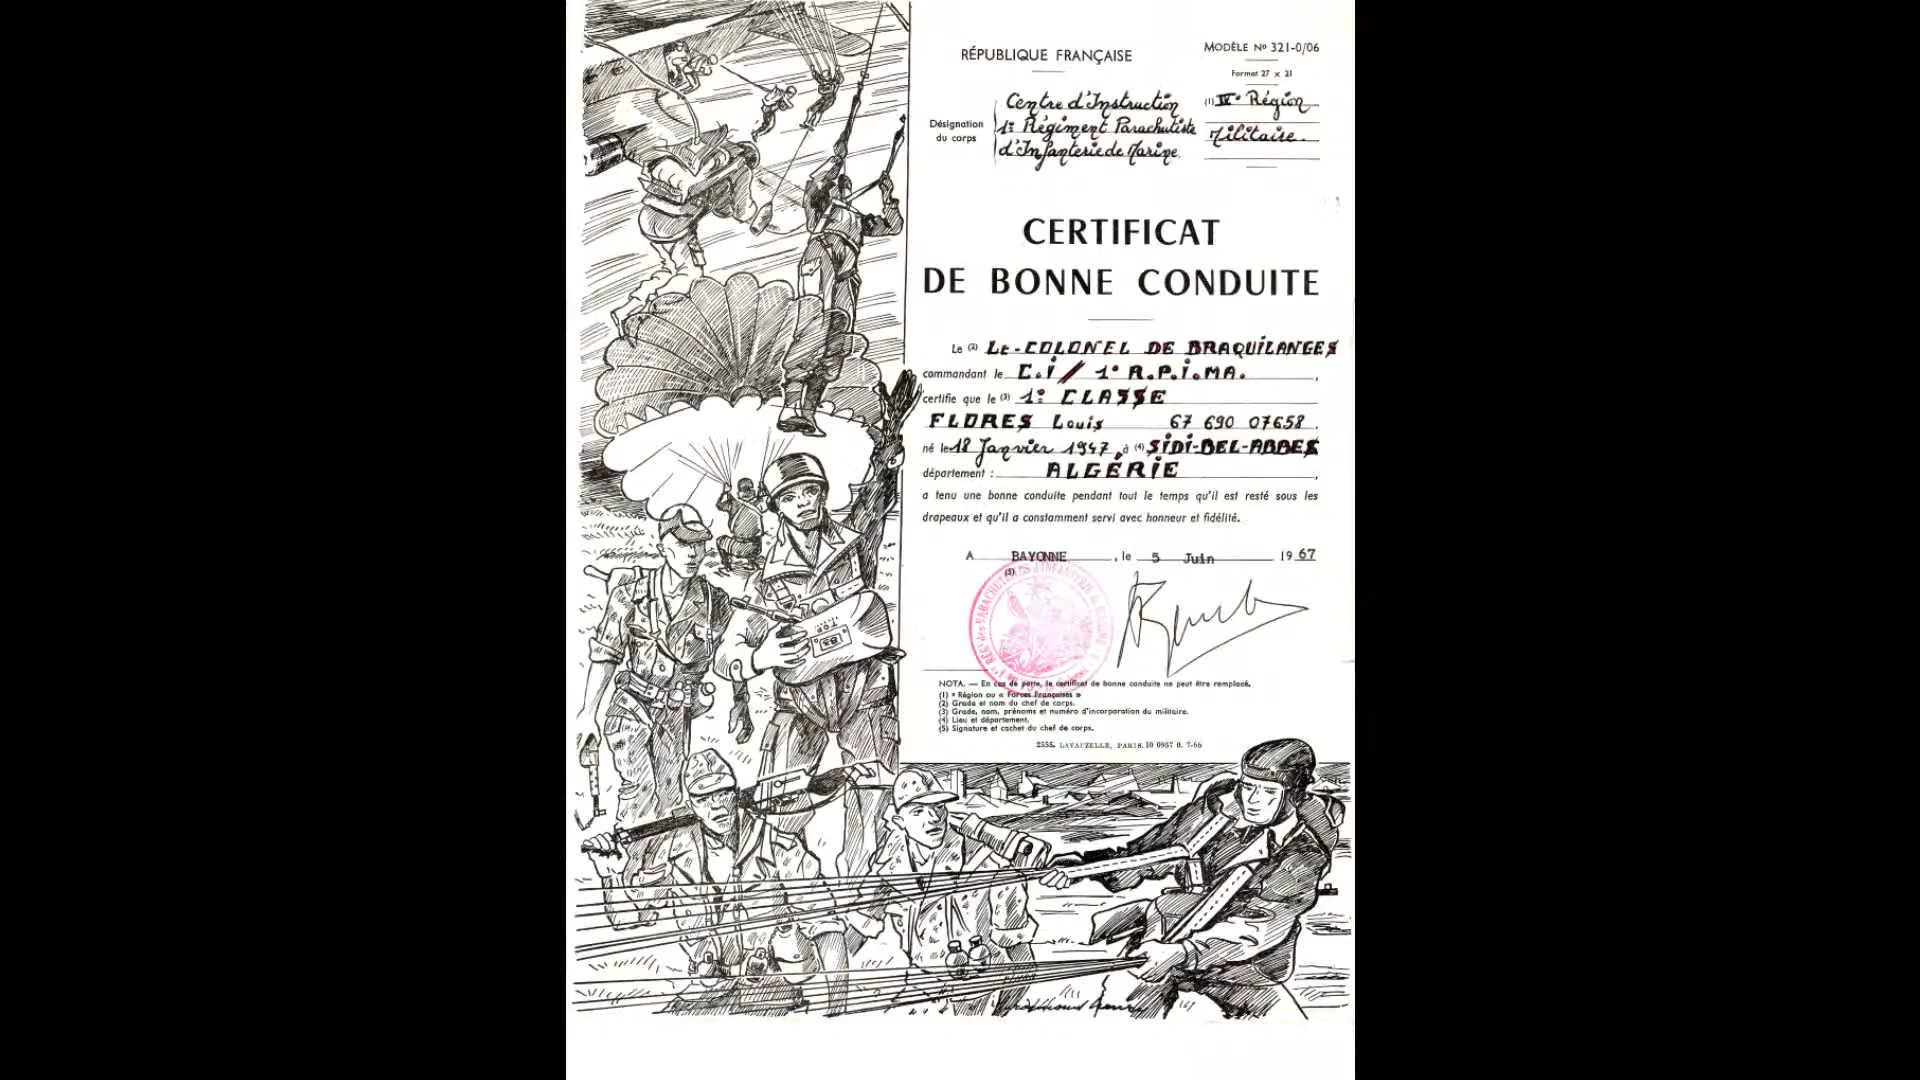 RÉPUBLIQUE FRANÇAISE
MODÈLE Nº 321-0/06
Format 27 x 21
Désignation du corps
Centre d'Instruction
1er Régiment Parachutiste
d'Infanterie de Marine
(1) IVe Région
Militaire.
CERTIFICAT
DE BONNE CONDUITE
Le (2) Lt-COLONEL DE BRAQUILANGES
commandant le C.i / 1° R.P.i.MA. ,
certifie que le (3) 1e CLASSE
FLORES Louis 67 690 07658 ,
né le 18 Janvier 1947, à (4) SiDi-BEL-ABBES
département : ALGÉRiE ,
a tenu une bonne conduite pendant tout le temps qu'il est resté sous les
drapeaux et qu'il a constamment servi avec honneur et fidélité.
A BAYONNE , le 5 Juin 1967
(5)
NOTA. — En cas de perte, le certificat de bonne conduite ne peut être remplacé.
(1) « Région ou « Forces Françaises »
(2) Grade et nom du chef de corps.
(3) Grade, nom, prénoms et numéro d'incorporation du militaire.
(4) Lieu et département.
(5) Signature et cachet du chef de corps.
LAVAUZELLE, PARIS.
TOP